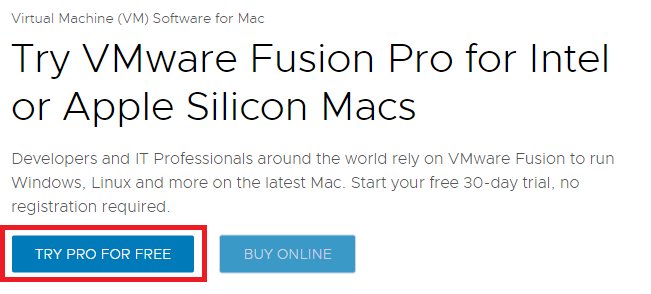 Virtual Machine (VM) Software for Mac
Try VMware Fusion Pro for Intel
or Apple Silicon Macs
Developers and IT Professionals around the world rely on VMware Fusion to run
Windows, Linux and more on the latest Mac. Start your free 30-day trial, no
registration required.
TRY PRO FOR FREE
BUY ONLINE